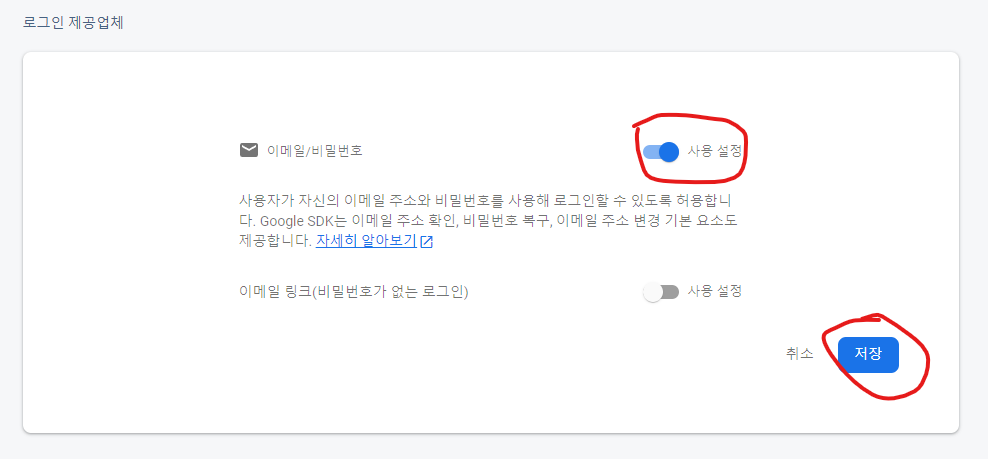 로그인 제공업체
이메일/비밀번호
사용 설정
사용자가 자신의 이메일 주소와 비밀번호를 사용해 로그인할 수 있도록 허용합니
다. Google SDK는 이메일 주소 확인, 비밀번호 복구, 이메일 주소 변경 기본 요소도
제공합니다. 자세히 알아보기
이메일 링크(비밀번호가 없는 로그인)
사용 설정
취소
저장